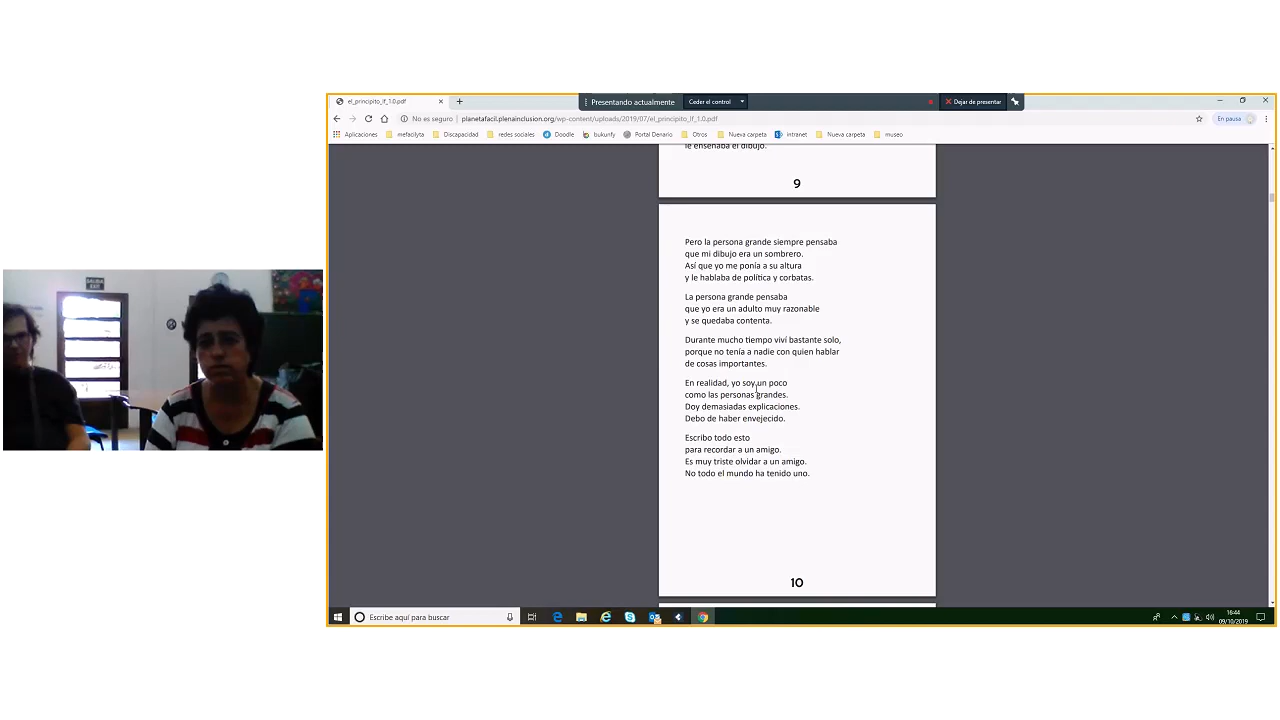 SALIDA
EXIT
el_principito_lf_1.0.pdf
Presentando actualmente
Ceder el control
Dejar de presentar
No es seguro
planetafacil.plenainclusion.org/wp-content/uploads/2019/07/el_principito_lf_1.0.pdf
En pausa
Aplicaciones
mefacilyta
Discapacidad
redes sociales
Doodle
bukunfy
Portal Denario
Otros
Nueva carpeta
intranet
Nueva carpeta
museo
le enseñaba el dibujo.
9
Pero la persona grande siempre pensaba
que mi dibujo era un sombrero.
Así que yo me ponía a su altura
y le hablaba de política y corbatas.
La persona grande pensaba
que yo era un adulto muy razonable
y se quedaba contenta.
Durante mucho tiempo viví bastante solo,
porque no tenía a nadie con quien hablar
de cosas importantes.
En realidad, yo soy un poco
como las personas grandes.
Doy demasiadas explicaciones.
Debo de haber envejecido.
Escribo todo esto
para recordar a un amigo.
Es muy triste olvidar a un amigo.
No todo el mundo ha tenido uno.
10
Escribe aquí para buscar
16:44
09/10/2019